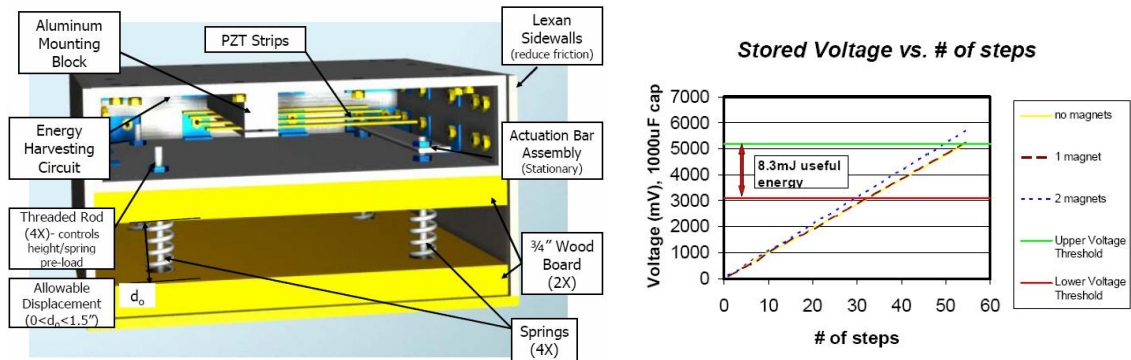 Aluminum
Mounting
Block
PZT Strips
Lexan
Sidewalls
(reduce friction)
Energy
Harvesting
Circuit
Actuation Bar
Assembly
(Stationary)
Threaded Rod
(4X)- controls
height/spring
pre-load
Allowable
Displacement
(0<d₀<1.5")
d₀
¾" Wood
Board
(2X)
Springs
(4X)
Stored Voltage vs. # of steps
Voltage (mV), 1000uF cap
7000
6000
5000
4000
3000
2000
1000
0
8.3mJ useful
energy
0 10 20 30 40 50 60
# of steps
no magnets
1 magnet
2 magnets
Upper Voltage
Threshold
Lower Voltage
Threshold